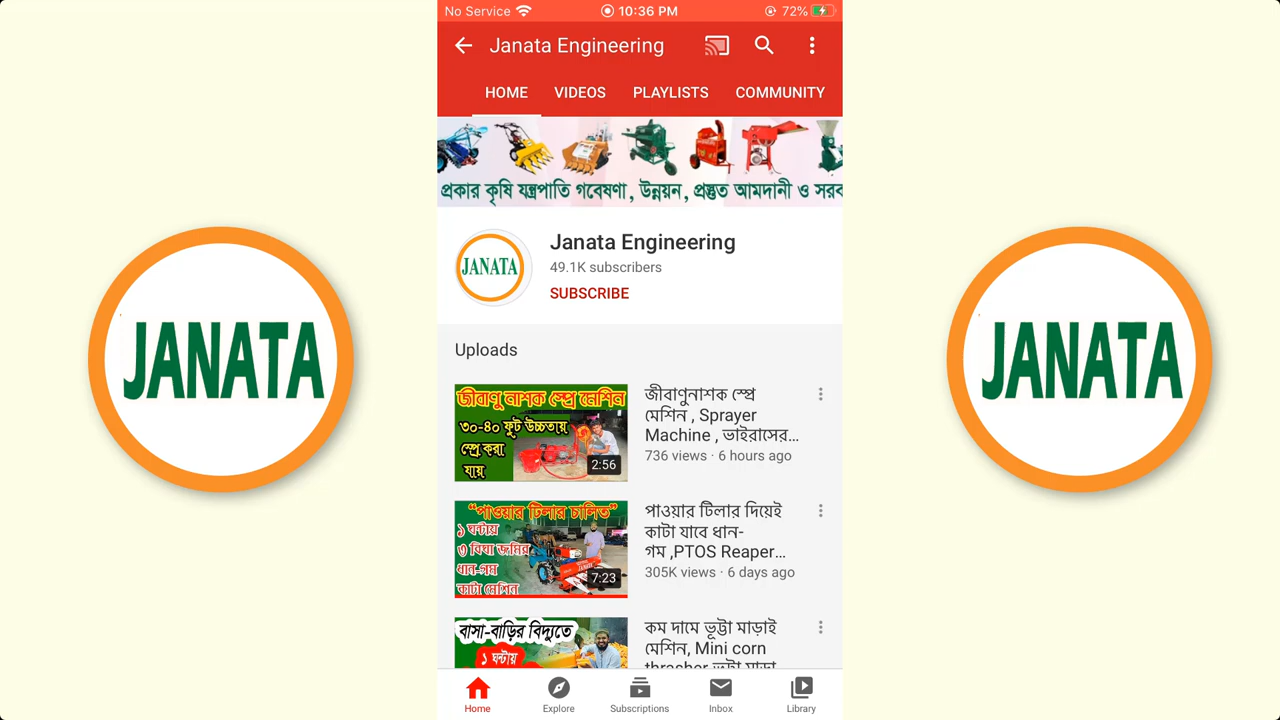 No Service 10:36 PM 72%
Janata Engineering
HOME VIDEOS PLAYLISTS COMMUNITY
প্রকার কৃষি যন্ত্রপাতি গবেষণা, উন্নয়ন, প্রস্তুত আমদানী ও সরব
JANATA
Janata Engineering
49.1K subscribers
SUBSCRIBE
JANATA
JANATA
Uploads
জীবাণু নাশক স্প্রে মেশিন
৩০-৪০ ফুট উচ্চতায়
স্প্রে করা
যায়
2:56
জীবাণুনাশক স্প্রে
মেশিন , Sprayer
Machine , ভাইরাসের...
736 views · 6 hours ago
"পাওয়ার টিলার চালিত"
১ ঘন্টায়
৩ বিঘা জমির
ধান-গম
কাটা মেশিন
7:23
পাওয়ার টিলার দিয়েই
কাটা যাবে ধান-
গম ,PTOS Reaper...
305K views · 6 days ago
বাসা-বাড়ির বিদ্যুতে
১ ঘন্টায়
কম দামে ভূট্টা মাড়াই
মেশিন, Mini corn
thrasher ভূট্টা মাড়া
Home Explore Subscriptions Inbox Library